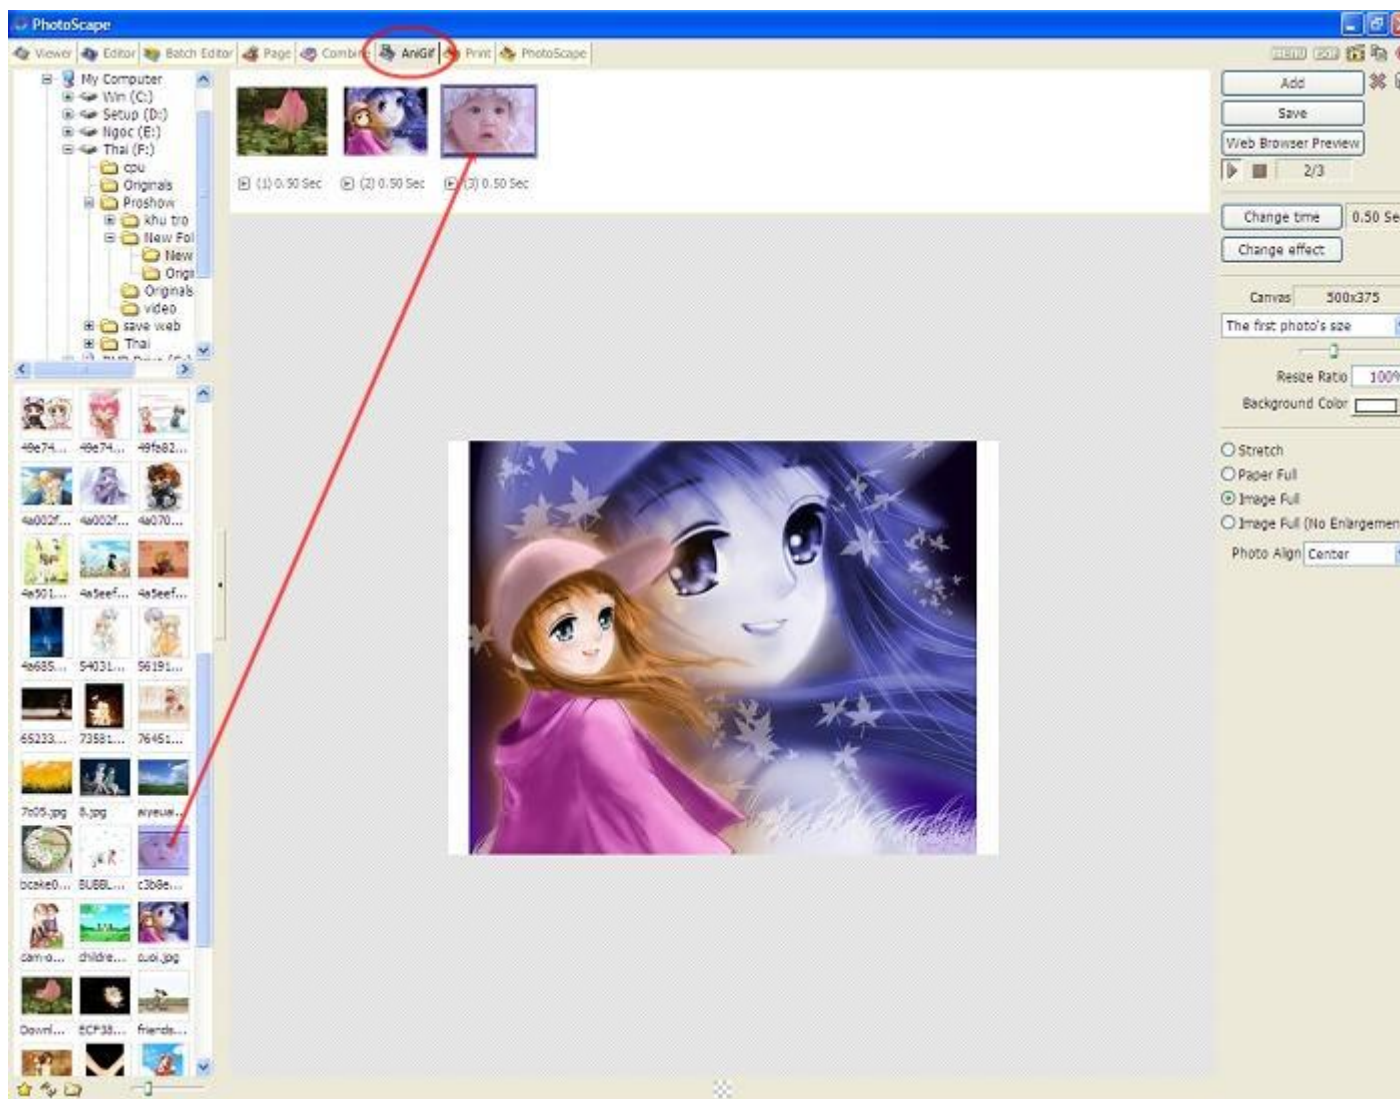 PhotoScape
Viewer Editor Batch Editor Page Combine AniGif Print PhotoScape
My Computer
Win (C:)
Setup (D:)
Ngoc (E:)
Thai (F:)
cpu
Originals
Proshow
khu tro
New Fol
New
Origi
Originals
video
save web
Thai
(1) 0.50 Sec (2) 0.50 Sec (3) 0.50 Sec
Add
Save
Web Browser Preview
2/3
Change time 0.50 Se
Change effect
Canvas 500x375
The first photo's size
Resize Ratio 100%
Background Color
Stretch
Paper Full
Image Full
Image Full (No Enlargemen
Photo Align Center
49e74... 49e74... 49fa82...
4a002f... 4a002f... 4a070...
4a501... 4a5eef... 4a5eef...
4a685... 54031... 56191...
65233... 73581... 76451...
7c05.jpg 8.jpg aiyeuai...
bcake0... BUBBL... c3b8e...
cam-o... childre... cuoi.jpg
Downl... ECP38... friends...